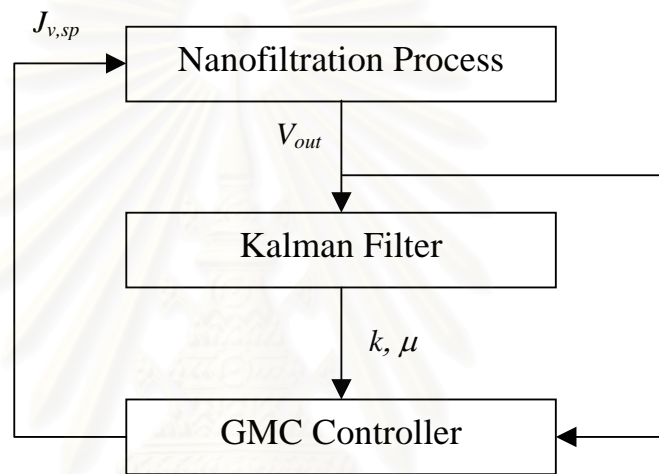 J_{v,sp}
Nanofiltration Process
V_{out}
Kalman Filter
k, μ
GMC Controller